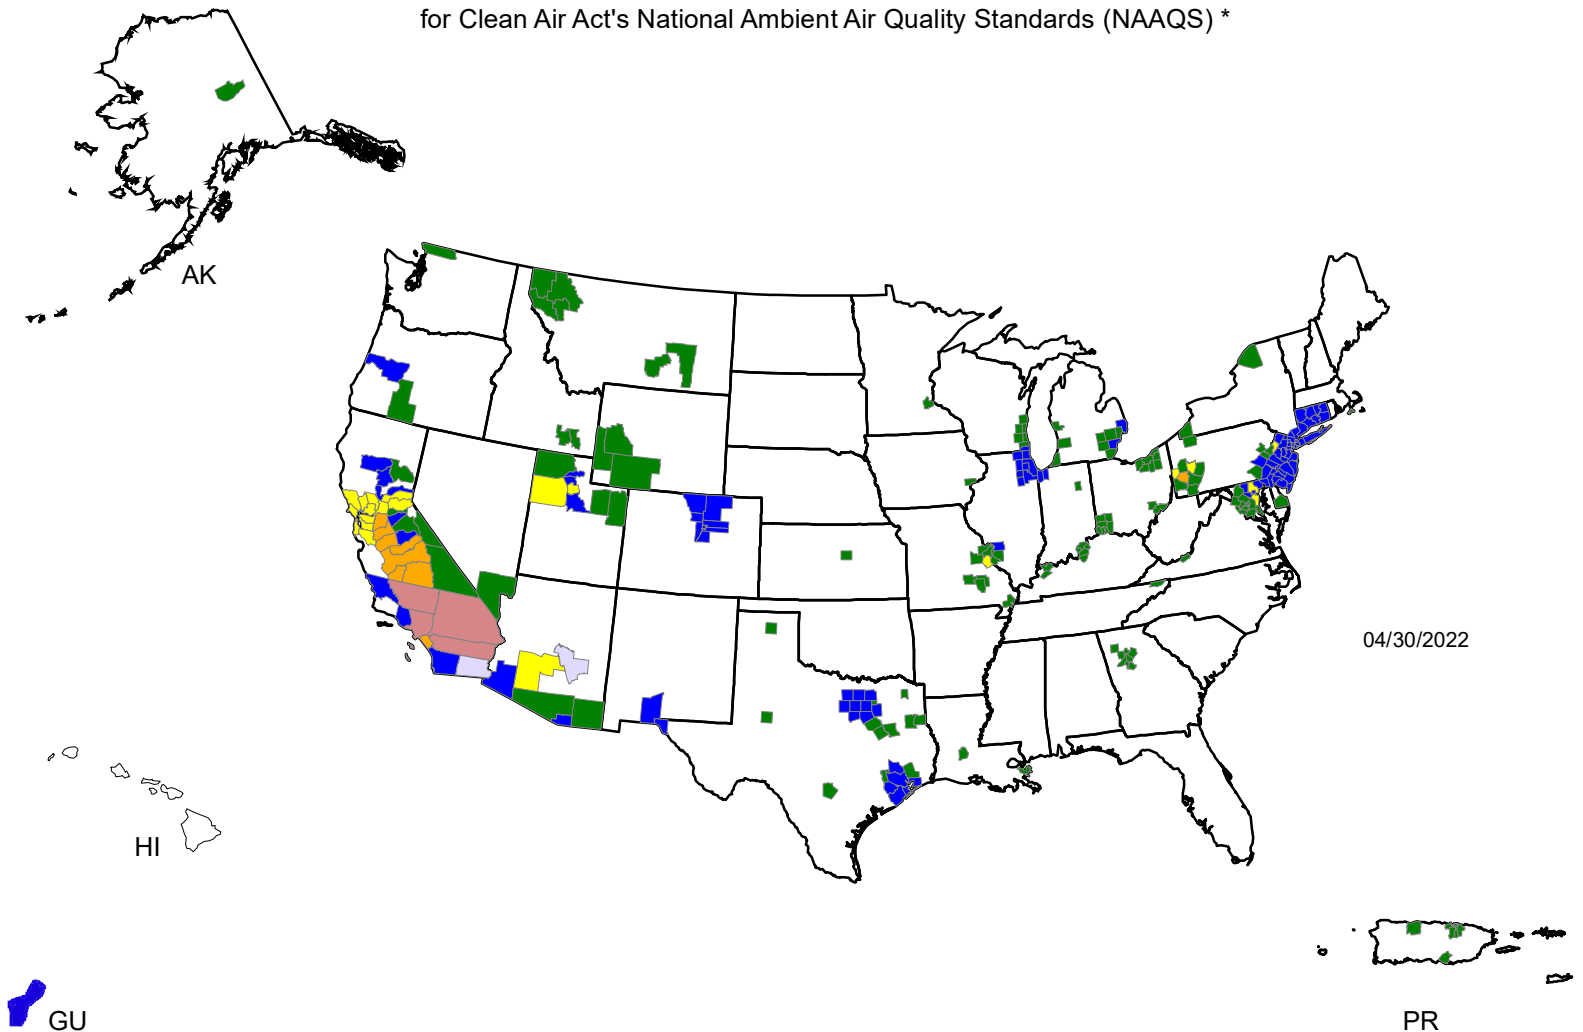 for Clean Air Act's National Ambient Air Quality Standards (NAAQS) *
AK
04/30/2022
HI
GU
PR